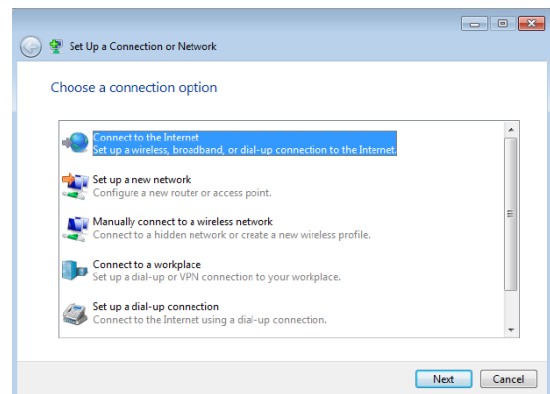 Set Up a Connection or Network
Choose a connection option
Connect to the Internet
Set up a wireless, broadband, or dial-up connection to the Internet.
Set up a new network
Configure a new router or access point.
Manually connect to a wireless network
Connect to a hidden network or create a new wireless profile.
Connect to a workplace
Set up a dial-up or VPN connection to your workplace.
Set up a dial-up connection
Connect to the Internet using a dial-up connection.
Next Cancel